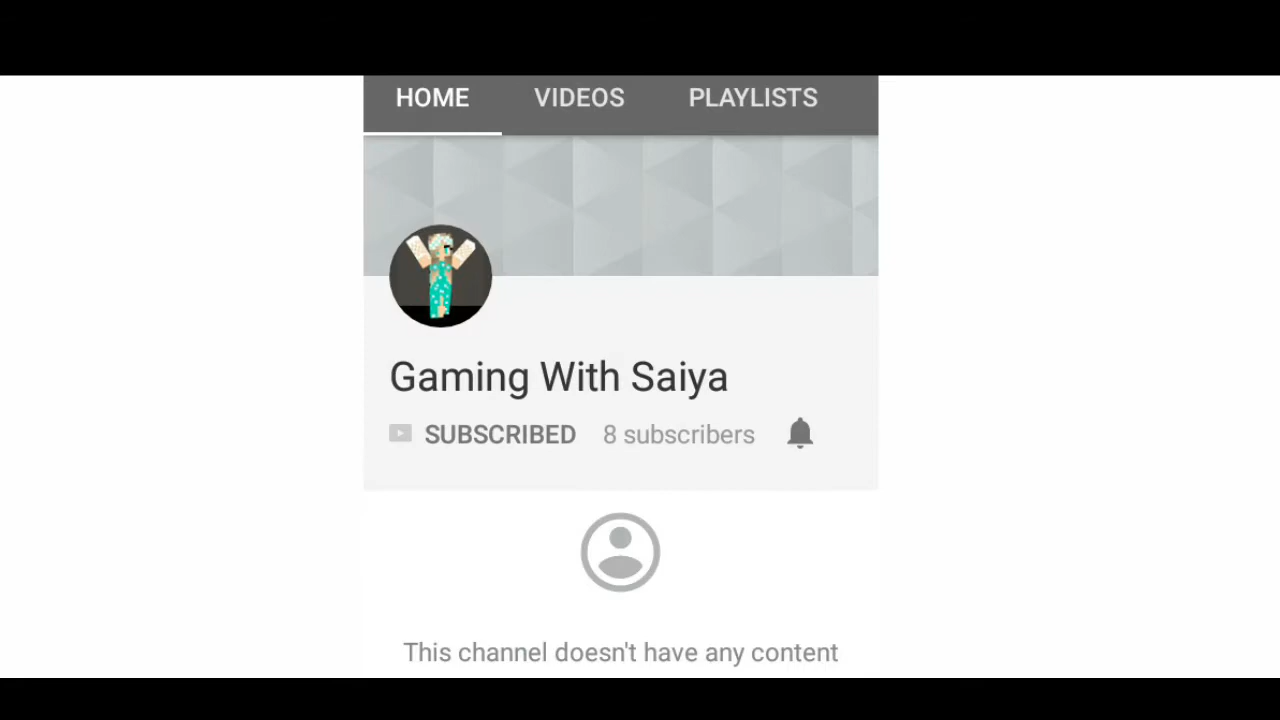 HOME VIDEOS PLAYLISTS
Gaming With Saiya
SUBSCRIBED 8 subscribers
This channel doesn't have any content